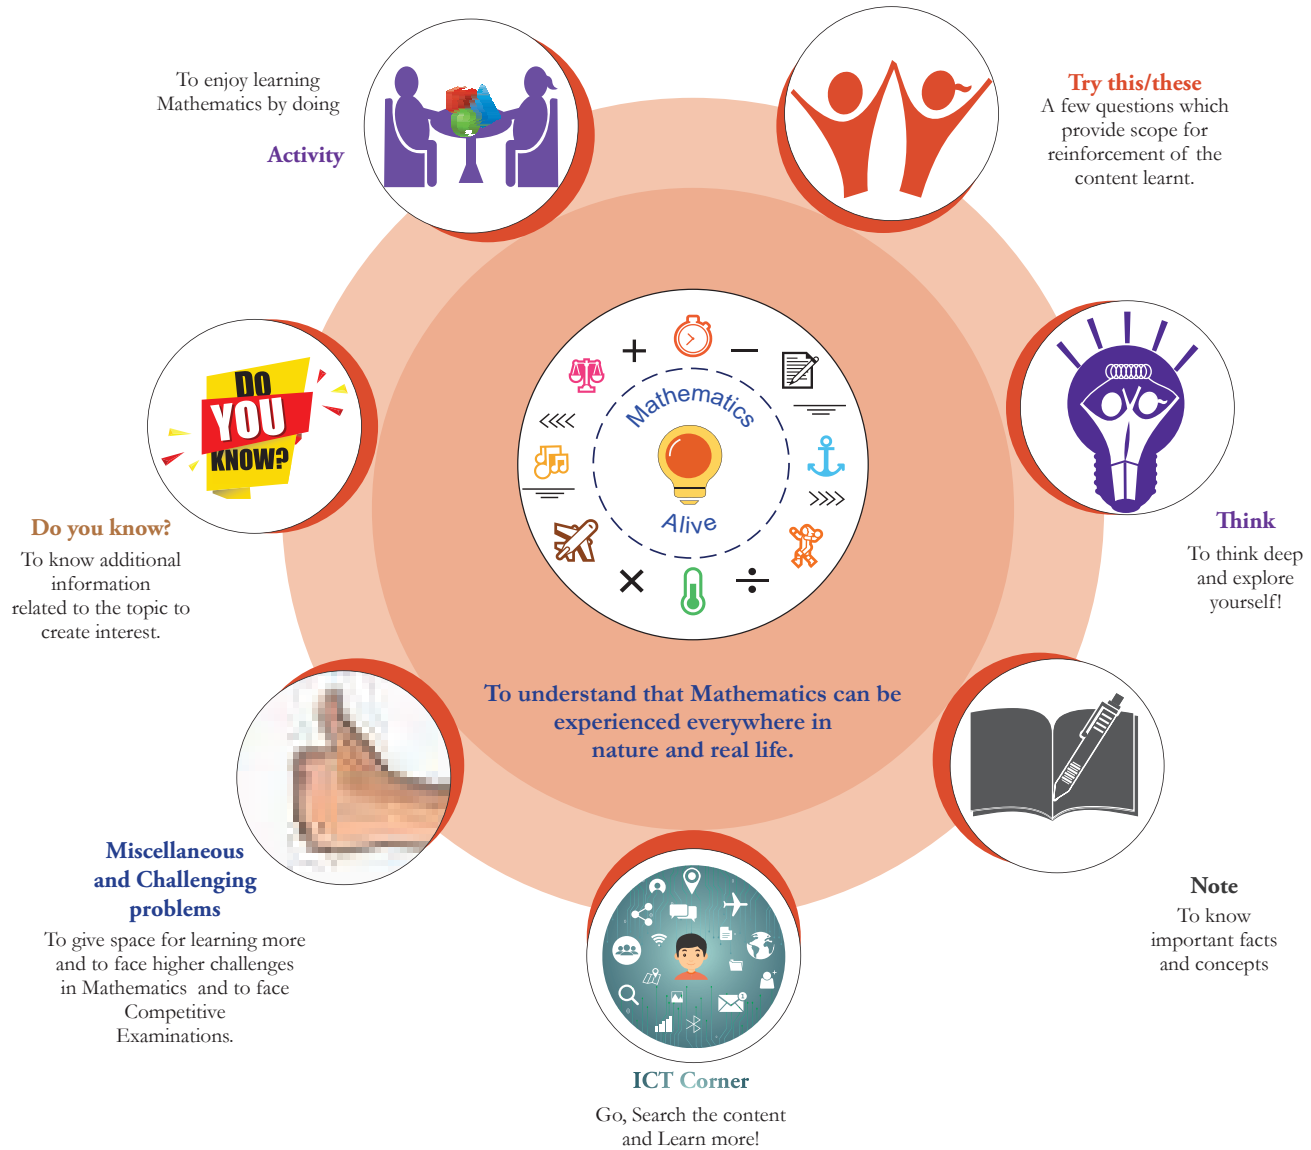 To enjoy learning
Mathematics by doing
Activity
Try this/these
A few questions which
provide scope for
reinforcement of the
content learnt.
DO
YOU
KNOW?
Do you know?
To know additional
information
related to the topic to
create interest.
Mathematics
Alive
Think
To think deep
and explore
yourself!
To understand that Mathematics can be
experienced everywhere in
nature and real life.
Miscellaneous
and Challenging
problems
To give space for learning more
and to face higher challenges
in Mathematics and to face
Competitive
Examinations.
Note
To know
important facts
and concepts
ICT Corner
Go, Search the content
and Learn more!